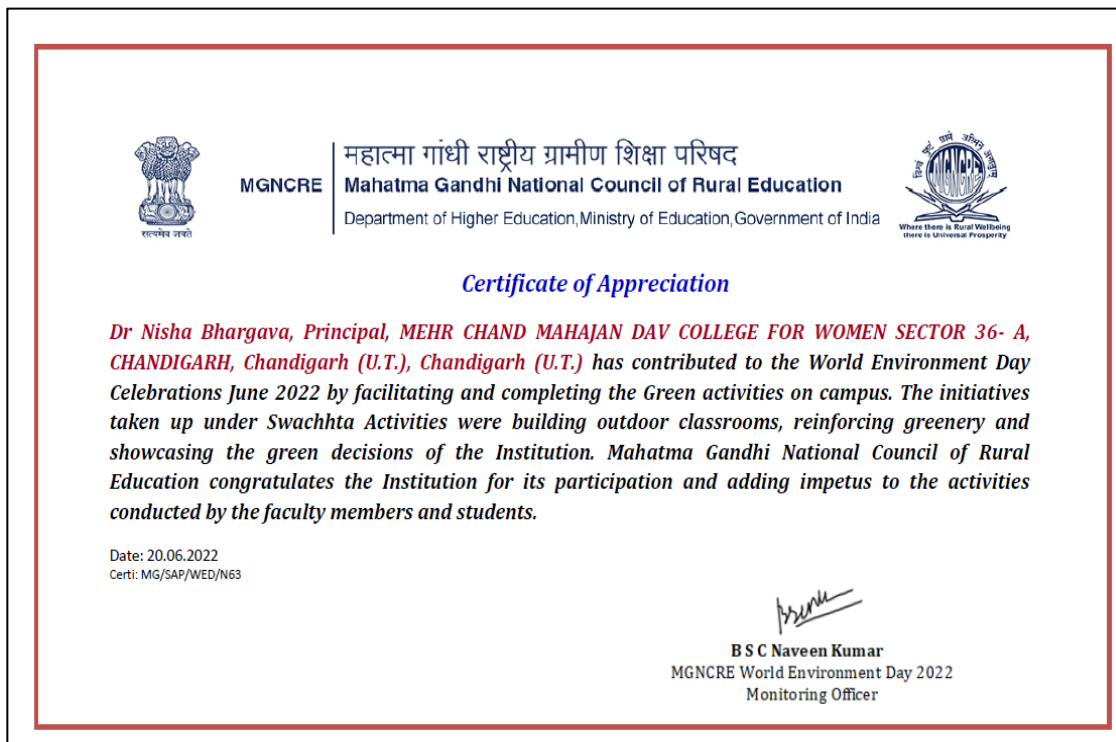 महात्मा गांधी राष्ट्रीय ग्रामीण शिक्षा परिषद
MGNCRE
Mahatma Gandhi National Council of Rural Education
Department of Higher Education,Ministry of Education,Government of India
सत्यमेव जयते
MGNCRE
Where there is Rural Wellbeing
there is Universal Prosperity
Certificate of Appreciation
Dr Nisha Bhargava, Principal, MEHR CHAND MAHAJAN DAV COLLEGE FOR WOMEN SECTOR 36- A,
CHANDIGARH, Chandigarh (U.T.), Chandigarh (U.T.) has contributed to the World Environment Day
Celebrations June 2022 by facilitating and completing the Green activities on campus. The initiatives
taken up under Swachhta Activities were building outdoor classrooms, reinforcing greenery and
showcasing the green decisions of the Institution. Mahatma Gandhi National Council of Rural
Education congratulates the Institution for its participation and adding impetus to the activities
conducted by the faculty members and students.
Date: 20.06.2022
Certi: MG/SAP/WED/N63
B S C Naveen Kumar
MGNCRE World Environment Day 2022
Monitoring Officer